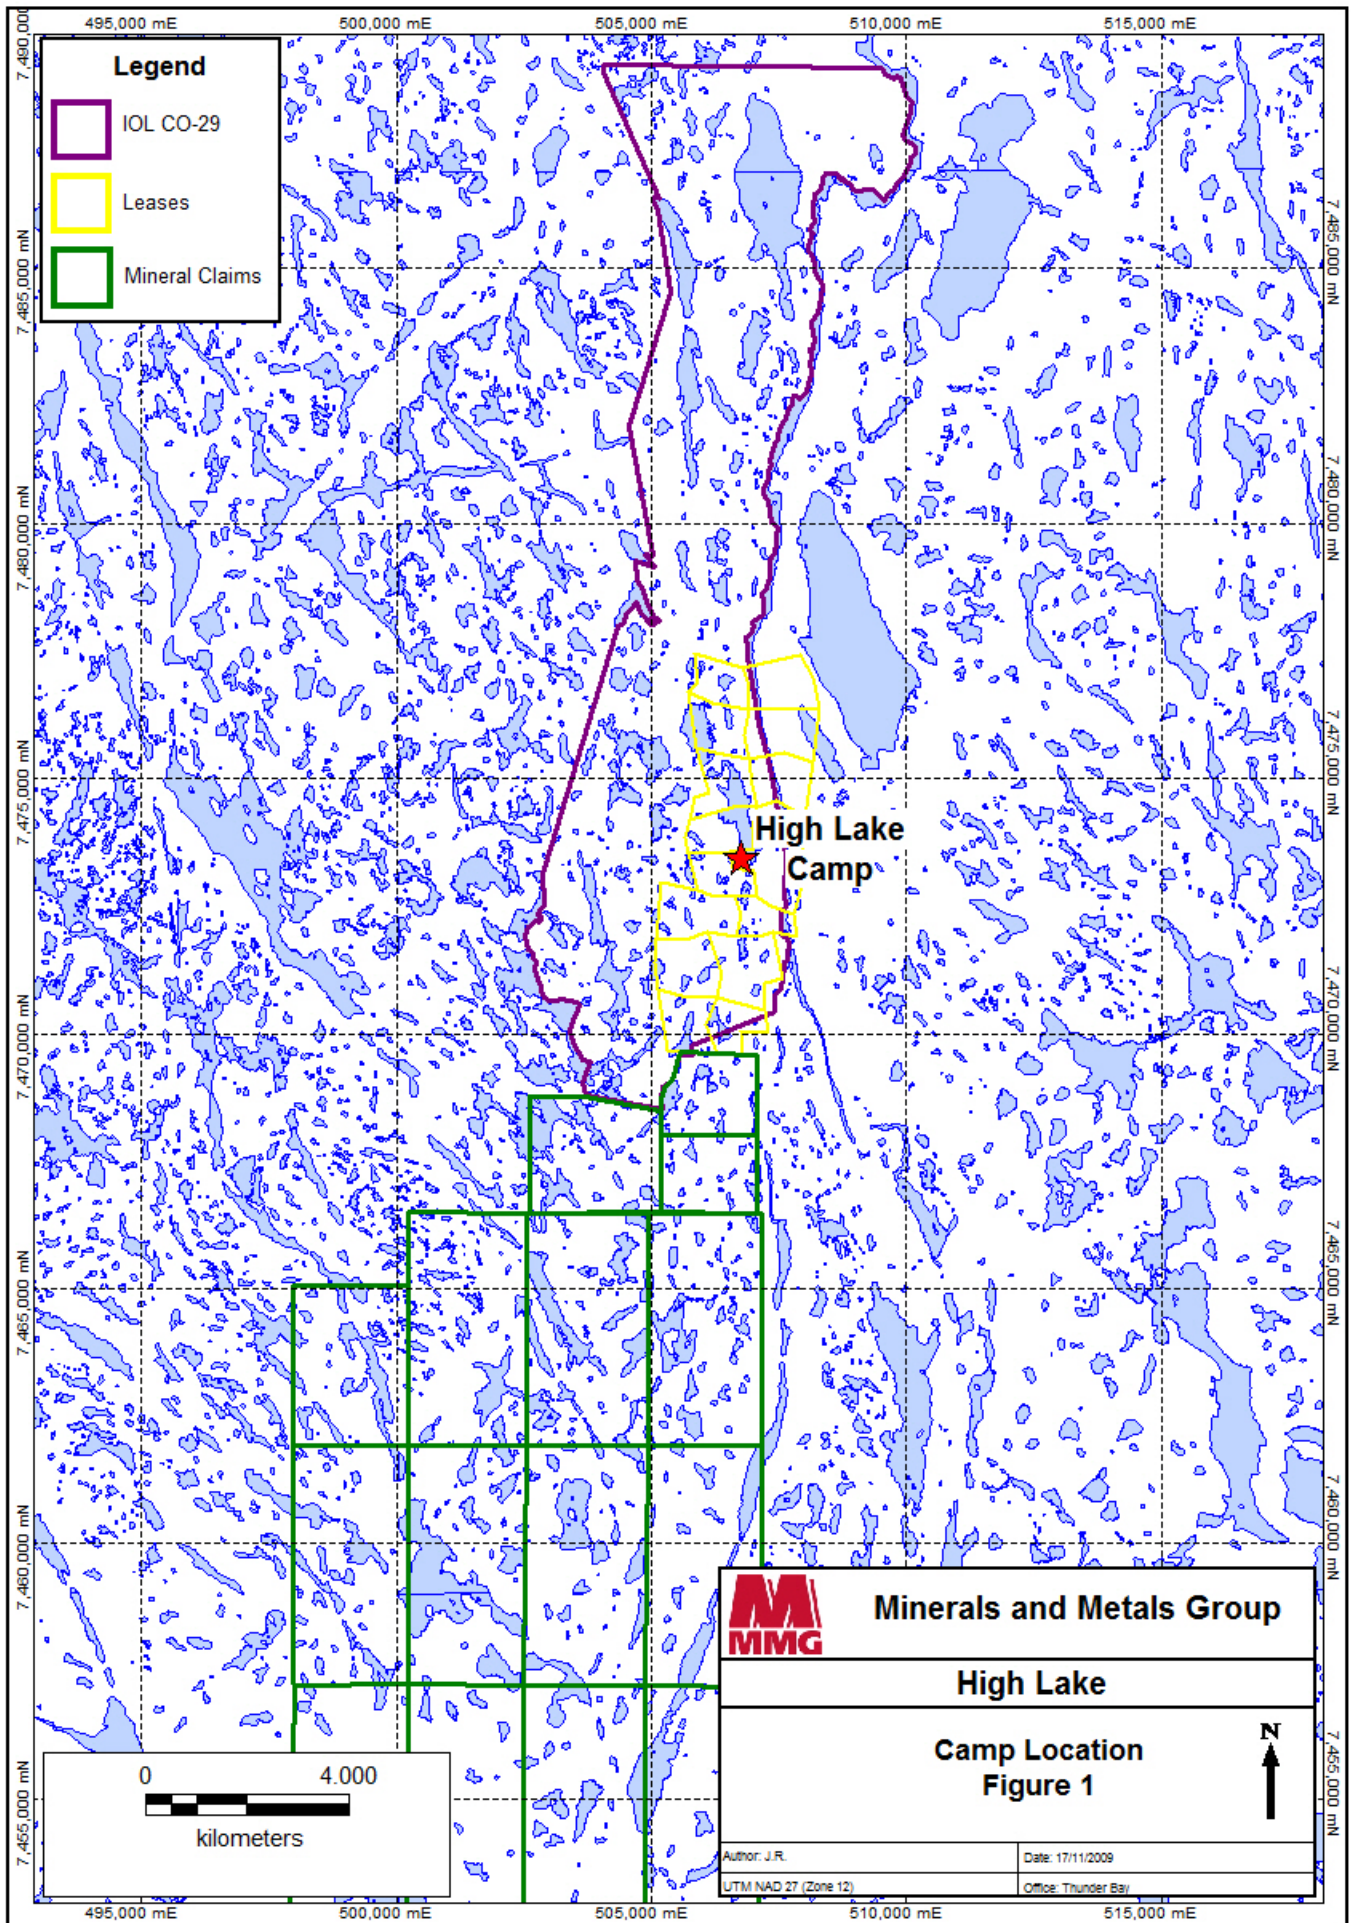 495,000 mE 500,000 mE 505,000 mE 510,000 mE 515,000 mE
7,490,000 mN
Legend
IOL CO-29
Leases
Mineral Claims
7,485,000 mN
7,485,000 mN
7,480,000 mN
7,480,000 mN
7,475,000 mN
7,475,000 mN
High Lake
Camp
7,470,000 mN
7,470,000 mN
7,465,000 mN
7,465,000 mN
7,460,000 mN
7,460,000 mN
MMG
Minerals and Metals Group
High Lake
Camp Location
Figure 1
N
7,455,000 mN
7,455,000 mN
0 4.000
kilometers
Author: J.R.
Date: 17/11/2009
UTM NAD 27 (Zone 12)
Office: Thunder Bay
495,000 mE 500,000 mE 505,000 mE 510,000 mE 515,000 mE